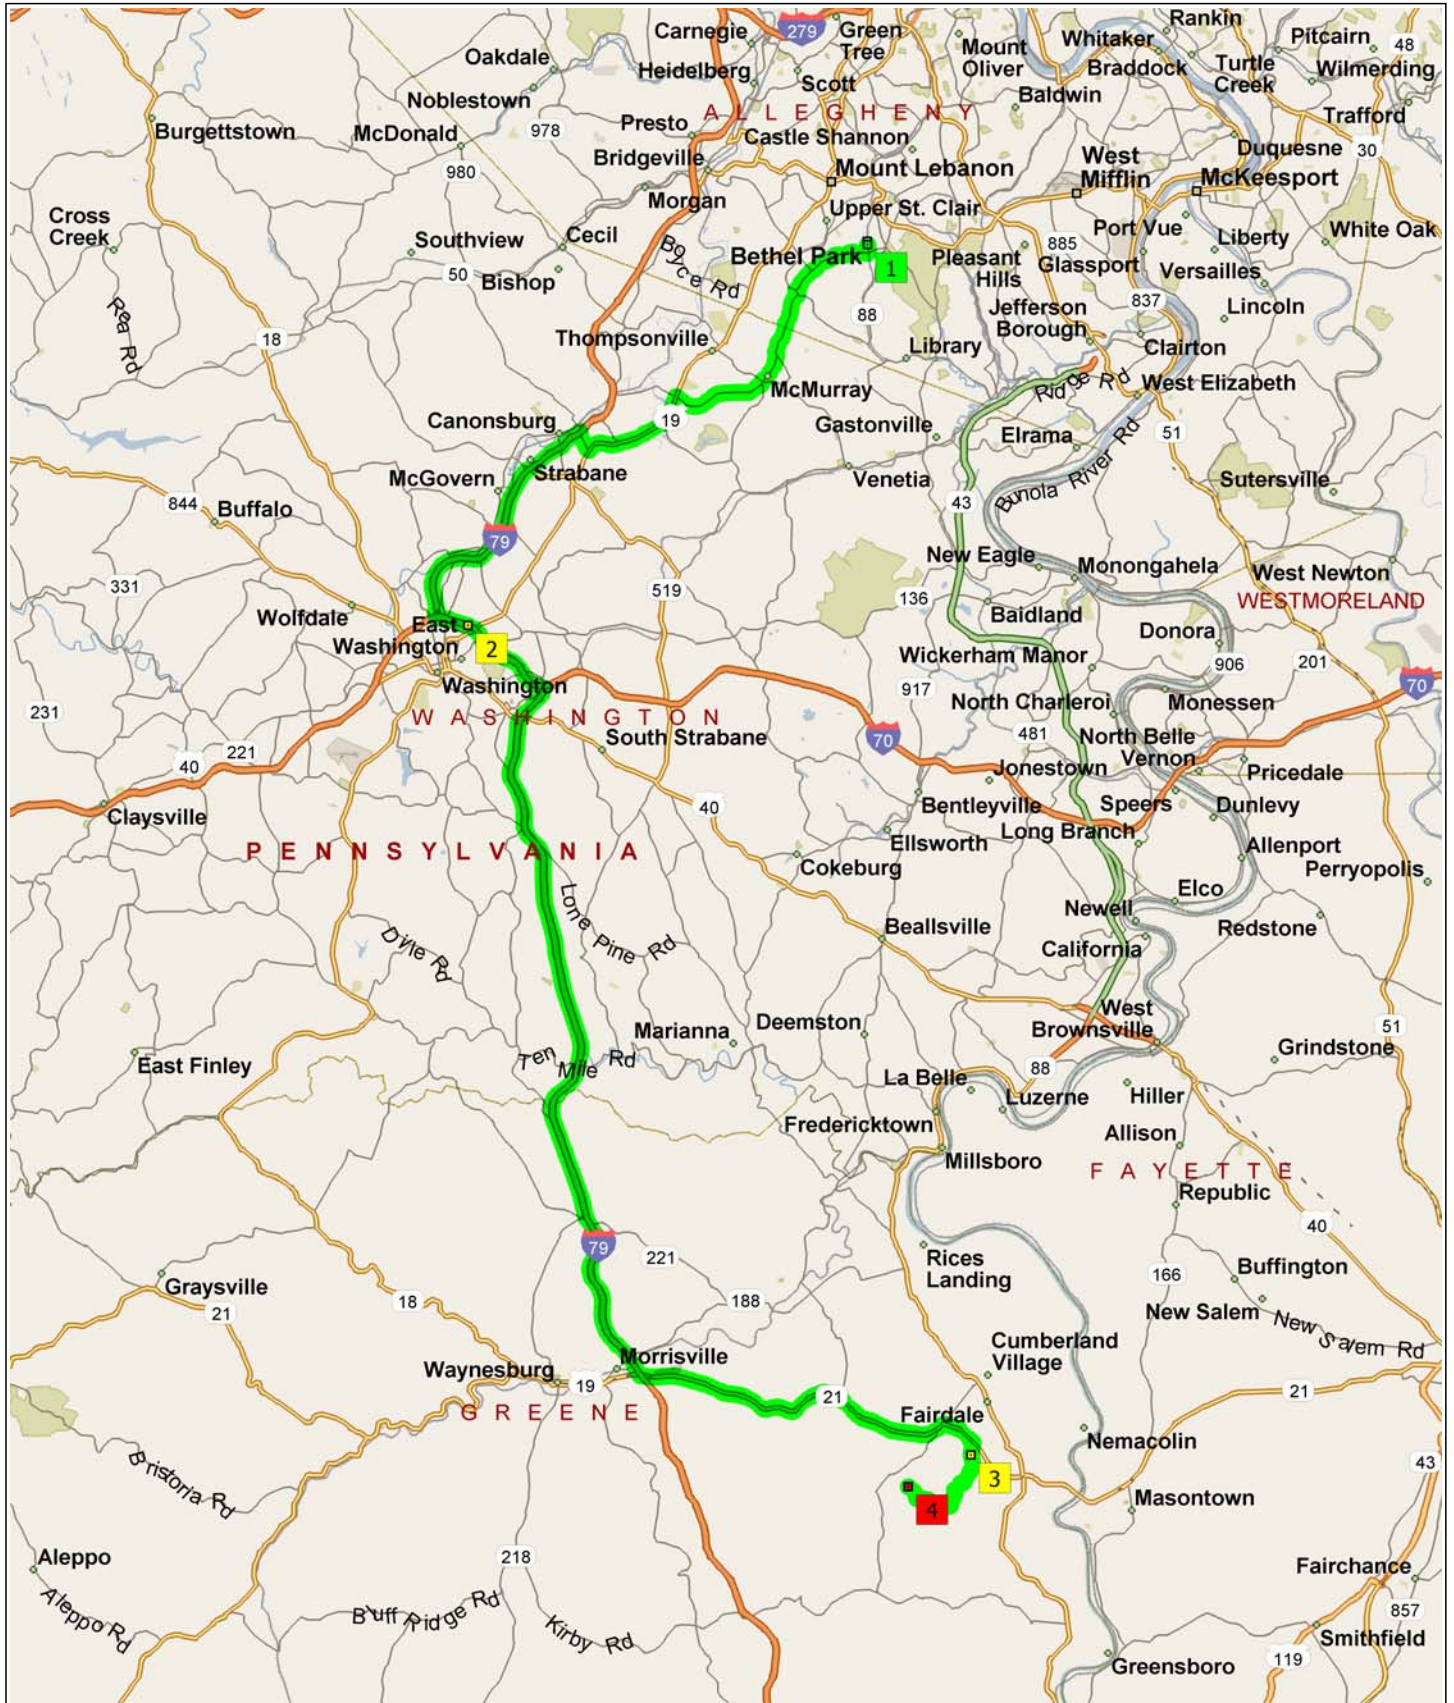 Carnegie
279
Green
Tree
Rankin
Oakdale
Heidelberg
Scott
Mount
Oliver
Whitaker
Braddock
Pitcairn
48
Turtle
Creek
Wilmerding
Noblestown
ALLEGHENY
Baldwin
Trafford
Burgettstown
McDonald
978
Presto
Castle Shannon
Duquesne
30
980
Bridgeville
Mount Lebanon
West
Mifflin
McKeesport
Morgan
Upper St. Clair
Cross
Creek
Southview
Cecil
Boyce Rd
Bethel Park
1
Pleasant
Hills
885
Port Vue
Glassport
Liberty
White Oak
50
Bishop
Versailles
Rea Rd
18
88
Jefferson
Borough
837
Lincoln
Thompsonville
Library
Clairton
McMurray
Ridge Rd
West Elizabeth
Canonsburg
19
Gastonville
Elrama
51
McGovern
Strabane
Venetia
Bunola River Rd
Sutersville
844
Buffalo
43
79
New Eagle
Monongahela
West Newton
331
519
136
WESTMORELAND
Wolfdale
East
Washington
2
Baidland
Donora
Wickerham Manor
906
201
Washington
917
70
231
WASHINGTON
North Charleroi
Monessen
South Strabane
70
481
North Belle
Vernon
221
40
Jonestown
Pricedale
Claysville
40
Bentleyville
Speers
Dunlevy
Long Branch
PENNSYLVANIA
Ellsworth
Allenport
Cokeburg
Perryopolis
Lone Pine Rd
Elco
Newell
Beallsville
Redstone
Dille Rd
California
West
Brownsville
Marianna
Deemston
51
East Finley
Ten Mile Rd
Grindstone
88
La Belle
Luzerne
Hiller
Fredericktown
Allison
Millsboro
FAYETTE
Republic
40
79
221
Rices
Landing
Graysville
166
Buffington
18
188
21
New Salem
New Salem Rd
Cumberland
Village
Morrisville
Waynesburg
19
21
21
GREENE
Fairdale
Nemacolin
43
Bristoria Rd
3
4
Masontown
Aleppo
218
Fairchance
Aleppo Rd
Bluff Ridge Rd
Kirby Rd
857
Smithfield
119
Greensboro